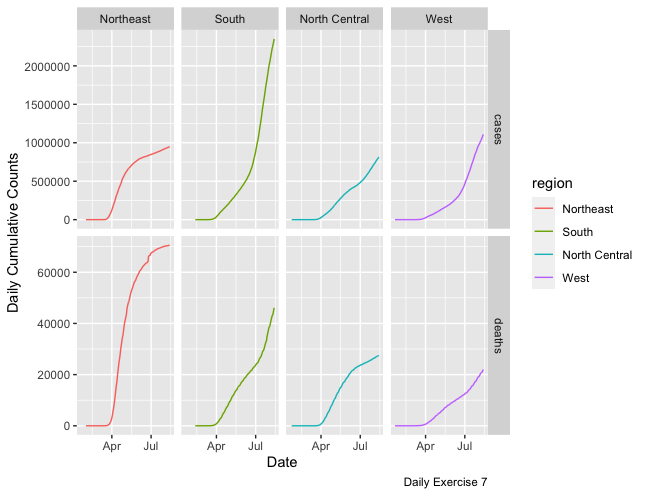 Northeast South North Central West
Daily Cumulative Counts
2000000
1500000
1000000
500000
0
cases
60000
40000
20000
0
deaths
Apr Jul Apr Jul Apr Jul Apr Jul
Date
region
Northeast
South
North Central
West
Daily Exercise 7